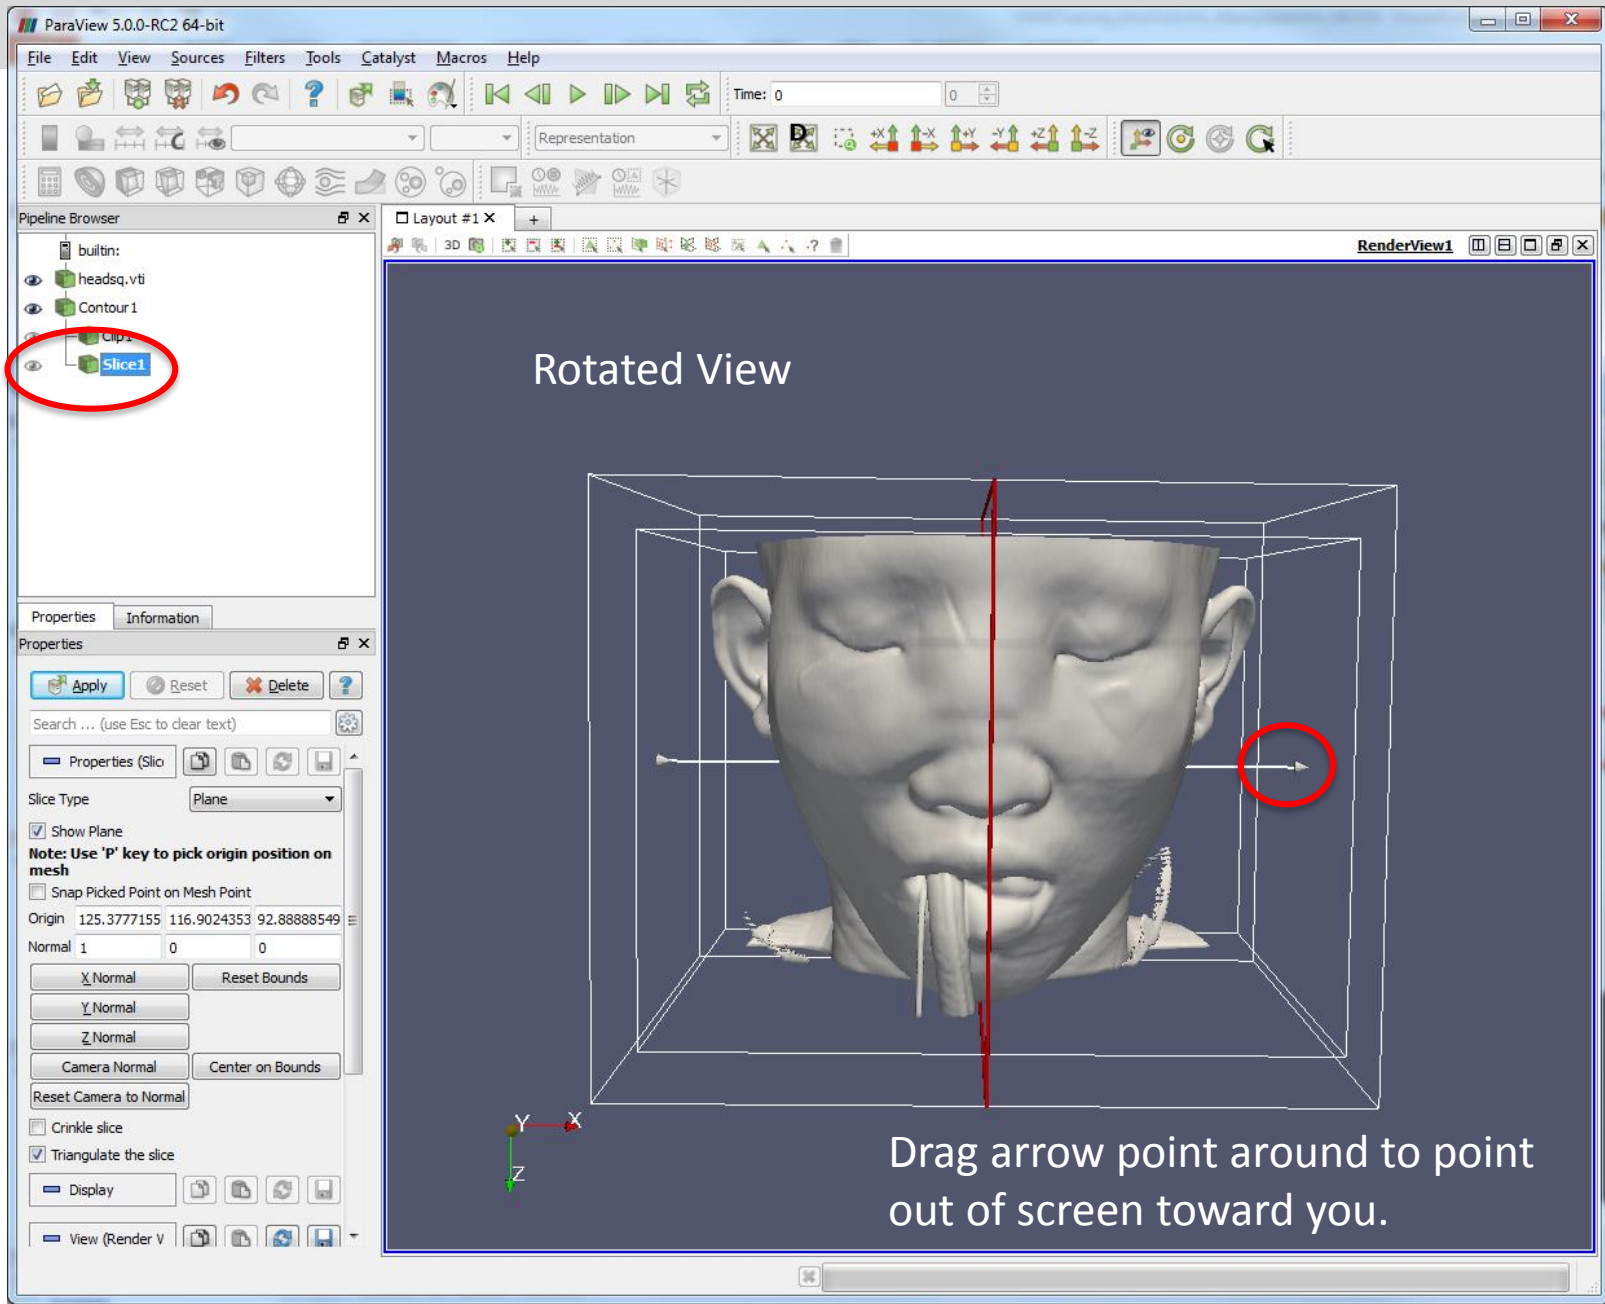 ParaView 5.0.0-RC2 64-bit
File Edit View Sources Filters Tools Catalyst Macros Help
Time: 0 0
Representation
+X -X +Y -Y +Z -Z
Pipeline Browser
Layout #1
3D
RenderView1
builtin:
headsq.vti
Contour1
Clip1
Slice1
Rotated View
Properties Information
Properties
Apply Reset Delete
Search ... (use Esc to clear text)
Properties (Slic
Slice Type Plane
Show Plane
Note: Use 'P' key to pick origin position on
mesh
Snap Picked Point on Mesh Point
Origin 125.3777155 116.9024353 92.88888549
Normal 1 0 0
X Normal Reset Bounds
Y Normal
Z Normal
Camera Normal Center on Bounds
Reset Camera to Normal
Crinkle slice
Triangulate the slice
Display
View (Render V
Y X
Z
Drag arrow point around to point
out of screen toward you.